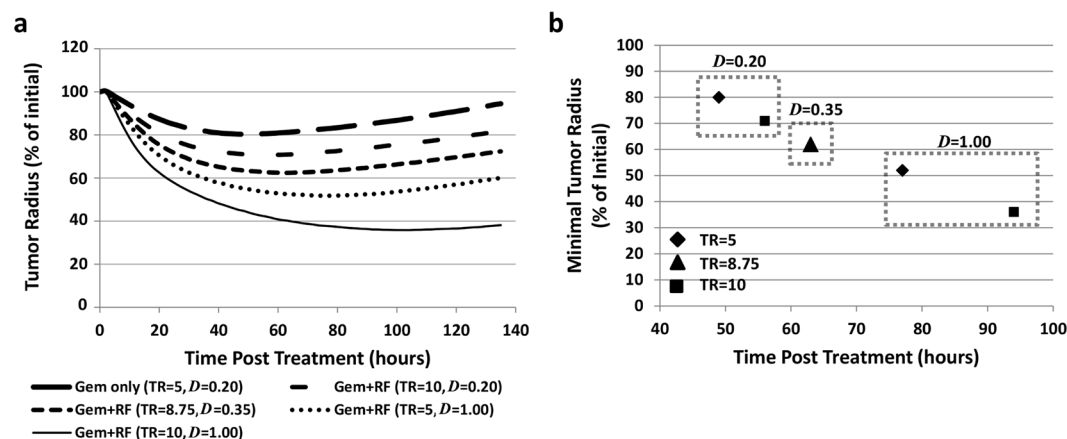 a
120
100
80
60
40
20
0
Tumor Radius (% of initial)
0 20 40 60 80 100 120 140
Time Post Treatment (hours)
Gem only (TR=5, D=0.20)
Gem+RF (TR=10, D=0.20)
Gem+RF (TR=8.75, D=0.35)
Gem+RF (TR=5, D=1.00)
Gem+RF (TR=10, D=1.00)
b
100
90
80
70
60
50
40
30
20
10
0
Minimal Tumor Radius
(% of Initial)
D=0.20
D=0.35
D=1.00
TR=5
TR=8.75
TR=10
40 50 60 70 80 90 100
Time Post Treatment (hours)